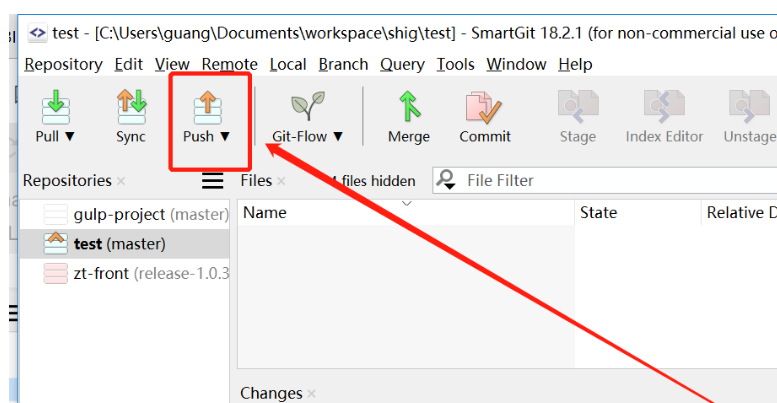 test - [C:\Users\guang\Documents\workspace\shig\test] - SmartGit 18.2.1 (for non-commercial use o
Repository Edit View Remote Local Branch Query Tools Window Help
Pull ▼ Sync Push ▼ Git-Flow ▼ Merge Commit Stage Index Editor Unstage
Repositories × Files × files hidden File Filter
Name State Relative D
gulp-project (master)
test (master)
zt-front (release-1.0.3
Changes ×